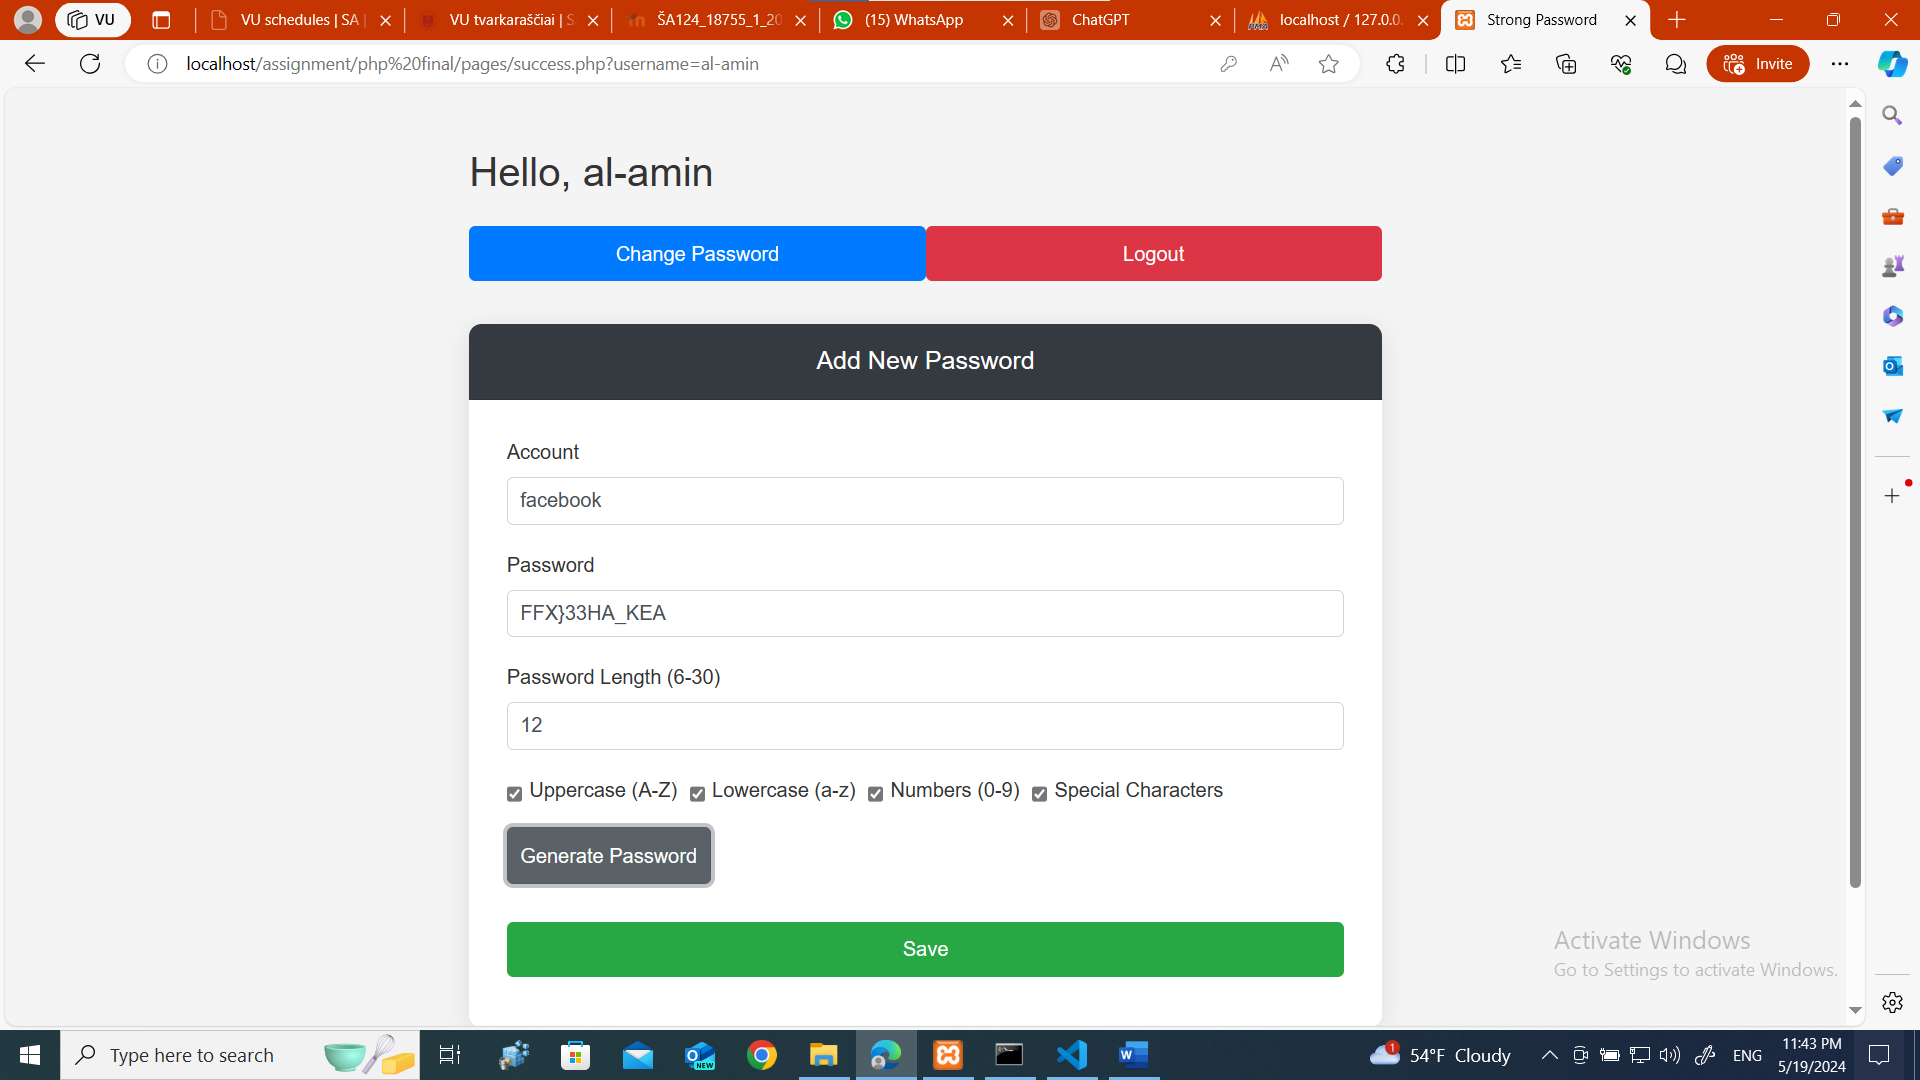 VU
VU schedules | SA |
VU tvarkaraščiai | S
ŠA124_18755_1_20
(15) WhatsApp
ChatGPT
localhost / 127.0.0.
Strong Password
localhost/assignment/php%20final/pages/success.php?username=al-amin
Invite
Hello, al-amin
Change Password
Logout
Add New Password
Account
facebook
Password
FFX}33HA_KEA
Password Length (6-30)
12
Uppercase (A-Z) Lowercase (a-z) Numbers (0-9) Special Characters
Generate Password
Save
Activate Windows
Go to Settings to activate Windows.
Type here to search
NEW
1
54°F Cloudy
ENG
11:43 PM
5/19/2024